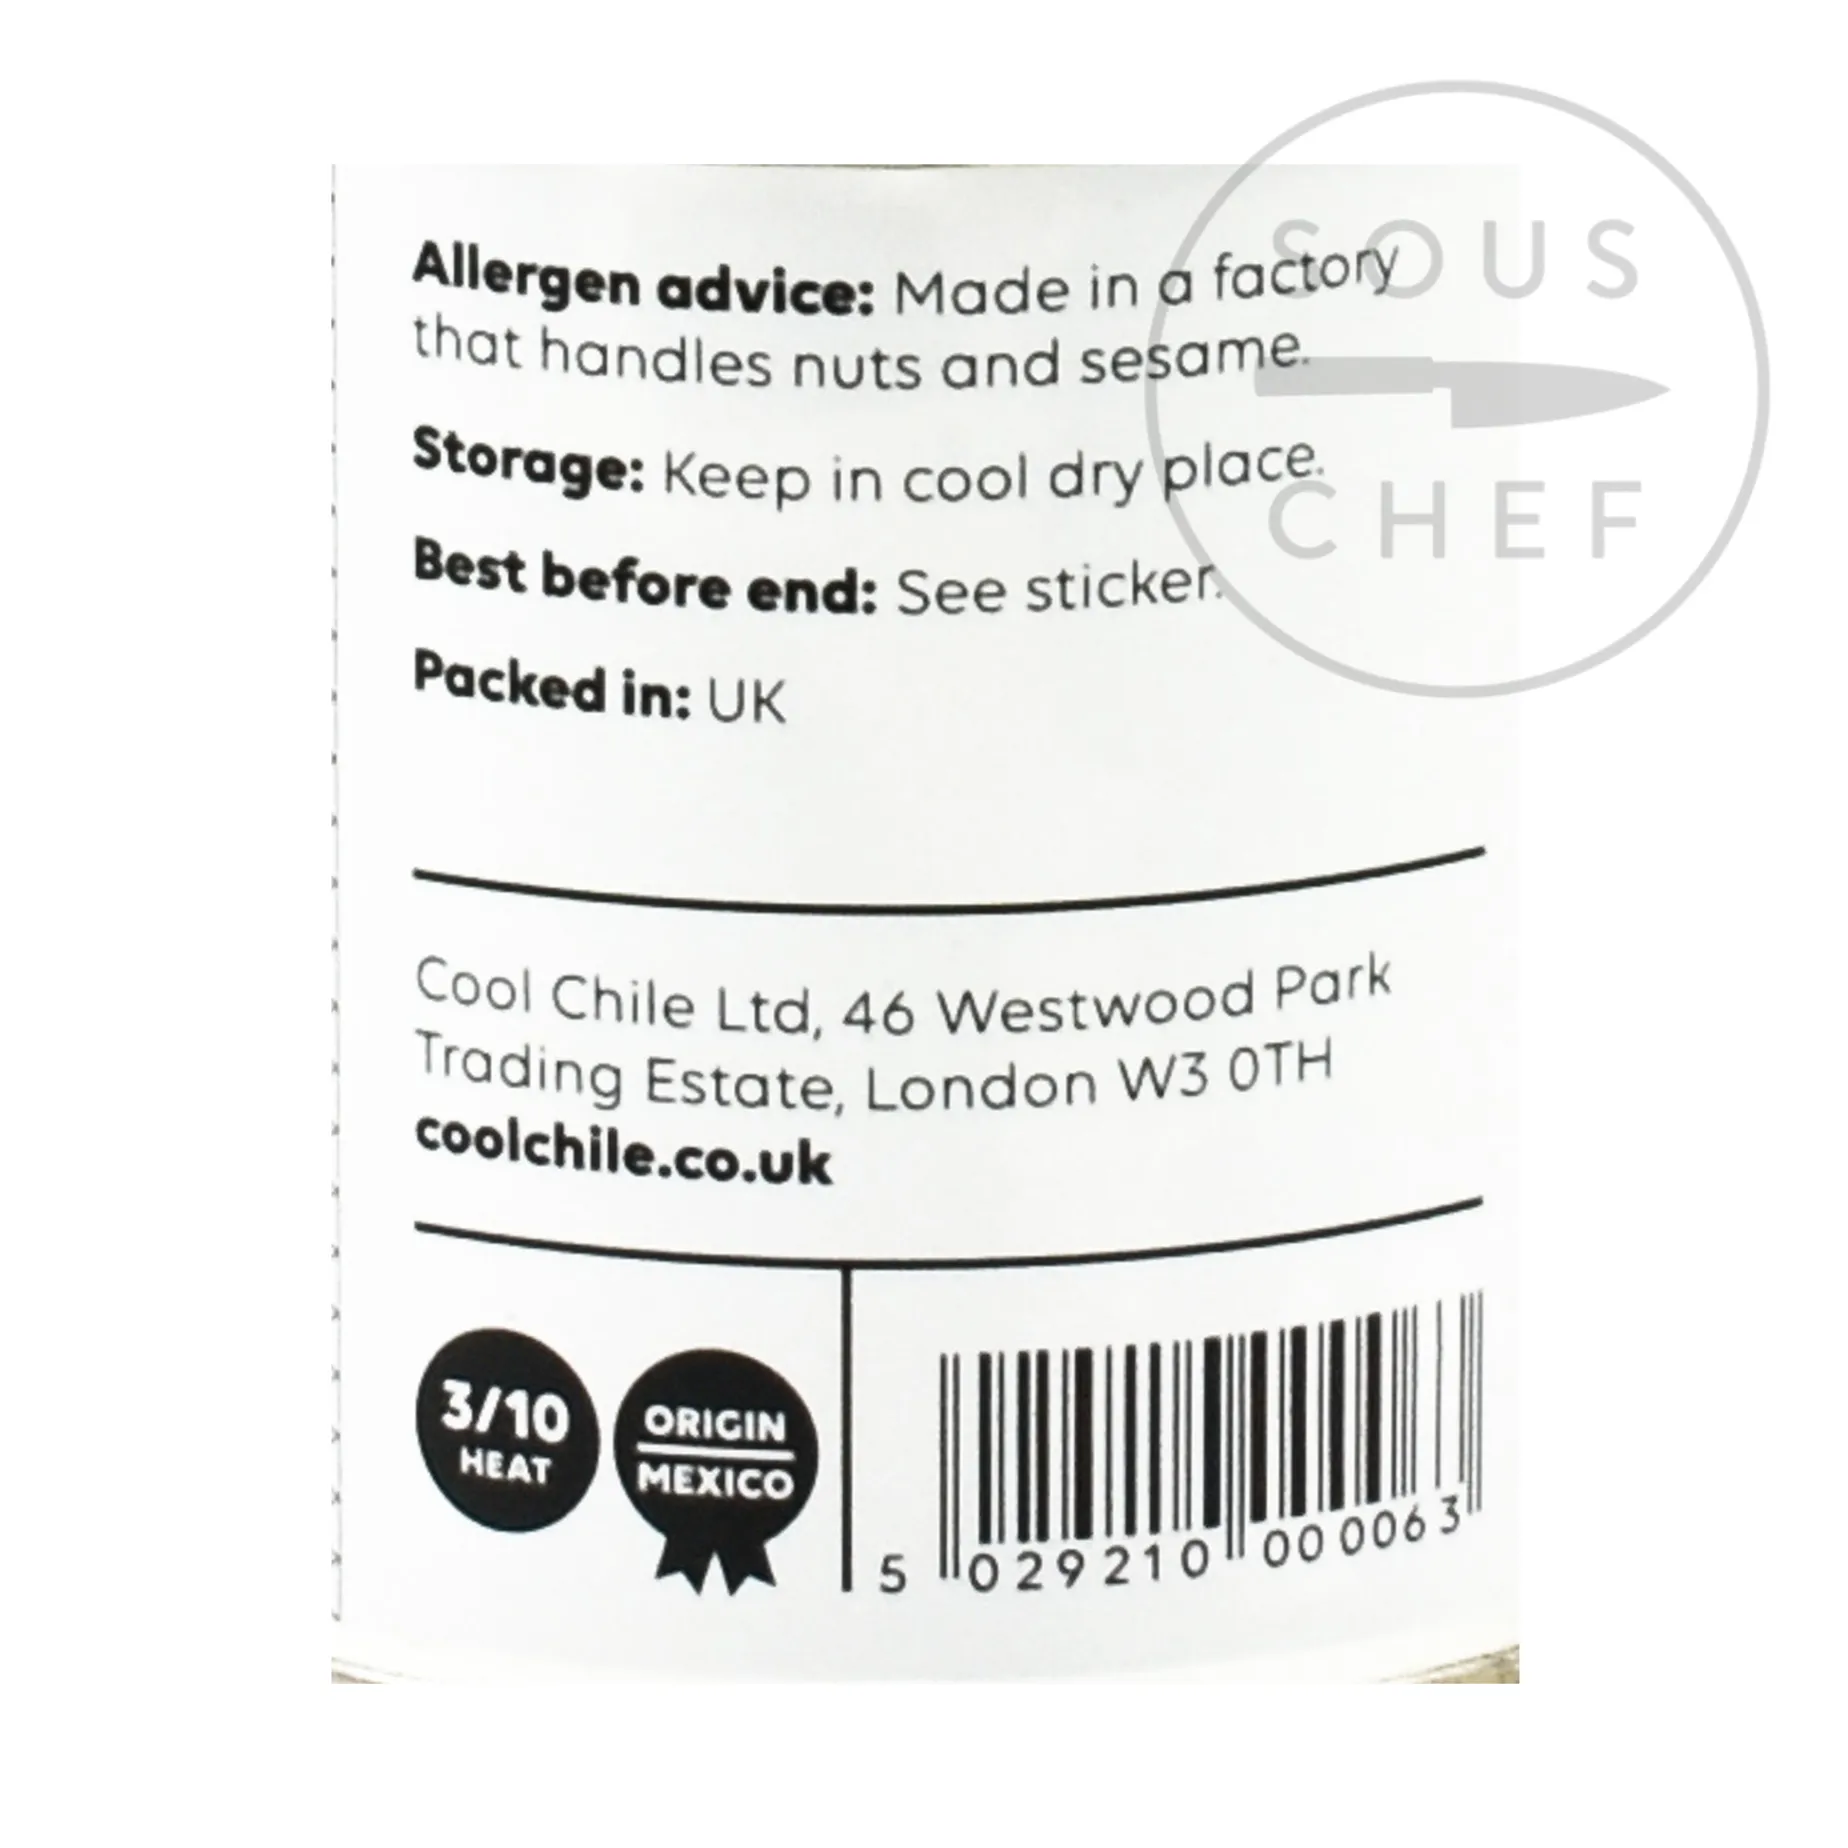 SOUS
CHEF
Allergen advice: Made in a factory
that handles nuts and sesame.
Storage: Keep in cool dry place.
Best before end: See sticker.
Packed in: UK
Cool Chile Ltd, 46 Westwood Park
Trading Estate, London W3 0TH
coolchile.co.uk
3/10
HEAT
ORIGIN
MEXICO
5 029210 000063